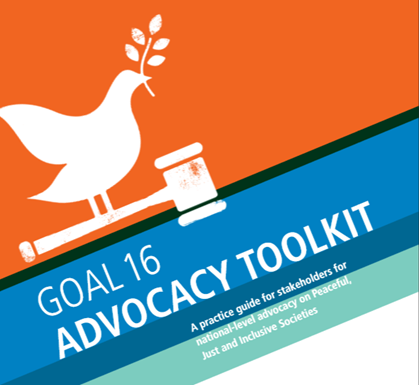 GOAL 16
ADVOCACY TOOLKIT
A practice guide for stakeholders for
national-level advocacy on Peaceful,
Just and Inclusive Societies